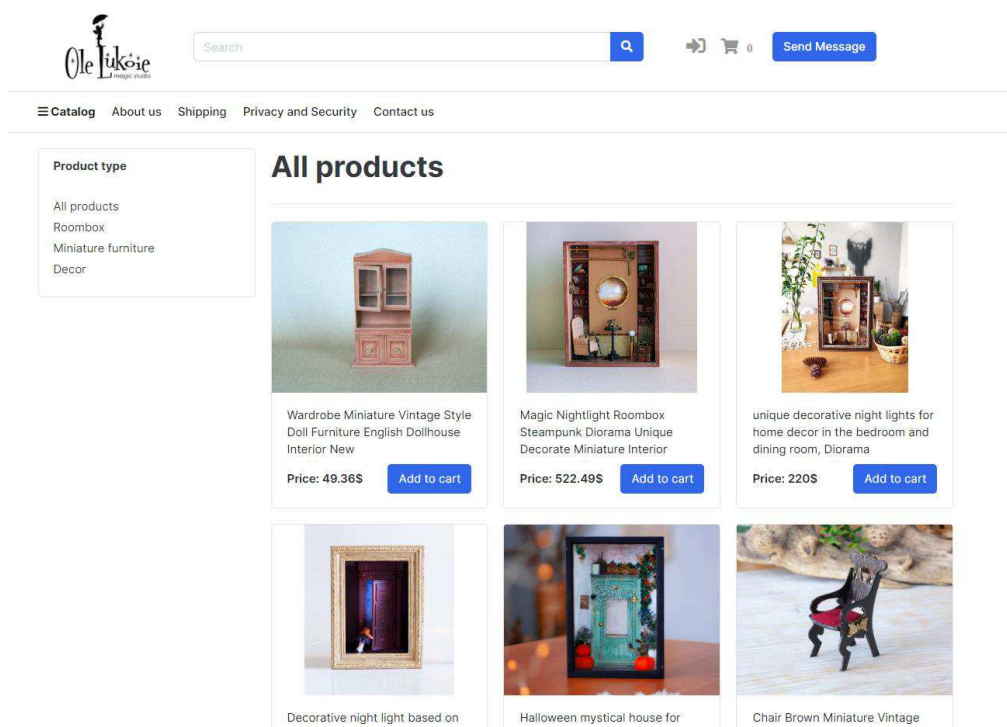 Ole Lukoie
magic studio
Search
0
Send Message
Catalog
About us
Shipping
Privacy and Security
Contact us
Product type
All products
Roombox
Miniature furniture
Decor
All products
Wardrobe Miniature Vintage Style
Doll Furniture English Dollhouse
Interior New
Price: 49.36$
Add to cart
Magic Nightlight Roombox
Steampunk Diorama Unique
Decorate Miniature Interior
Price: 522.49$
Add to cart
unique decorative night lights for
home decor in the bedroom and
dining room, Diorama
Price: 220$
Add to cart
Decorative night light based on
Halloween mystical house for
Chair Brown Miniature Vintage